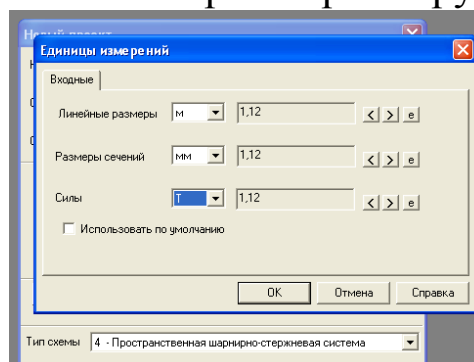 Новый проект
Единицы измерений
Входные
Линейные размеры м 1,12 < > e
Размеры сечений мм 1,12 < > e
Силы Т 1,12 < > e
Использовать по умолчанию
OK Отмена Справка
Тип схемы 4 - Пространственная шарнирно-стержневая система